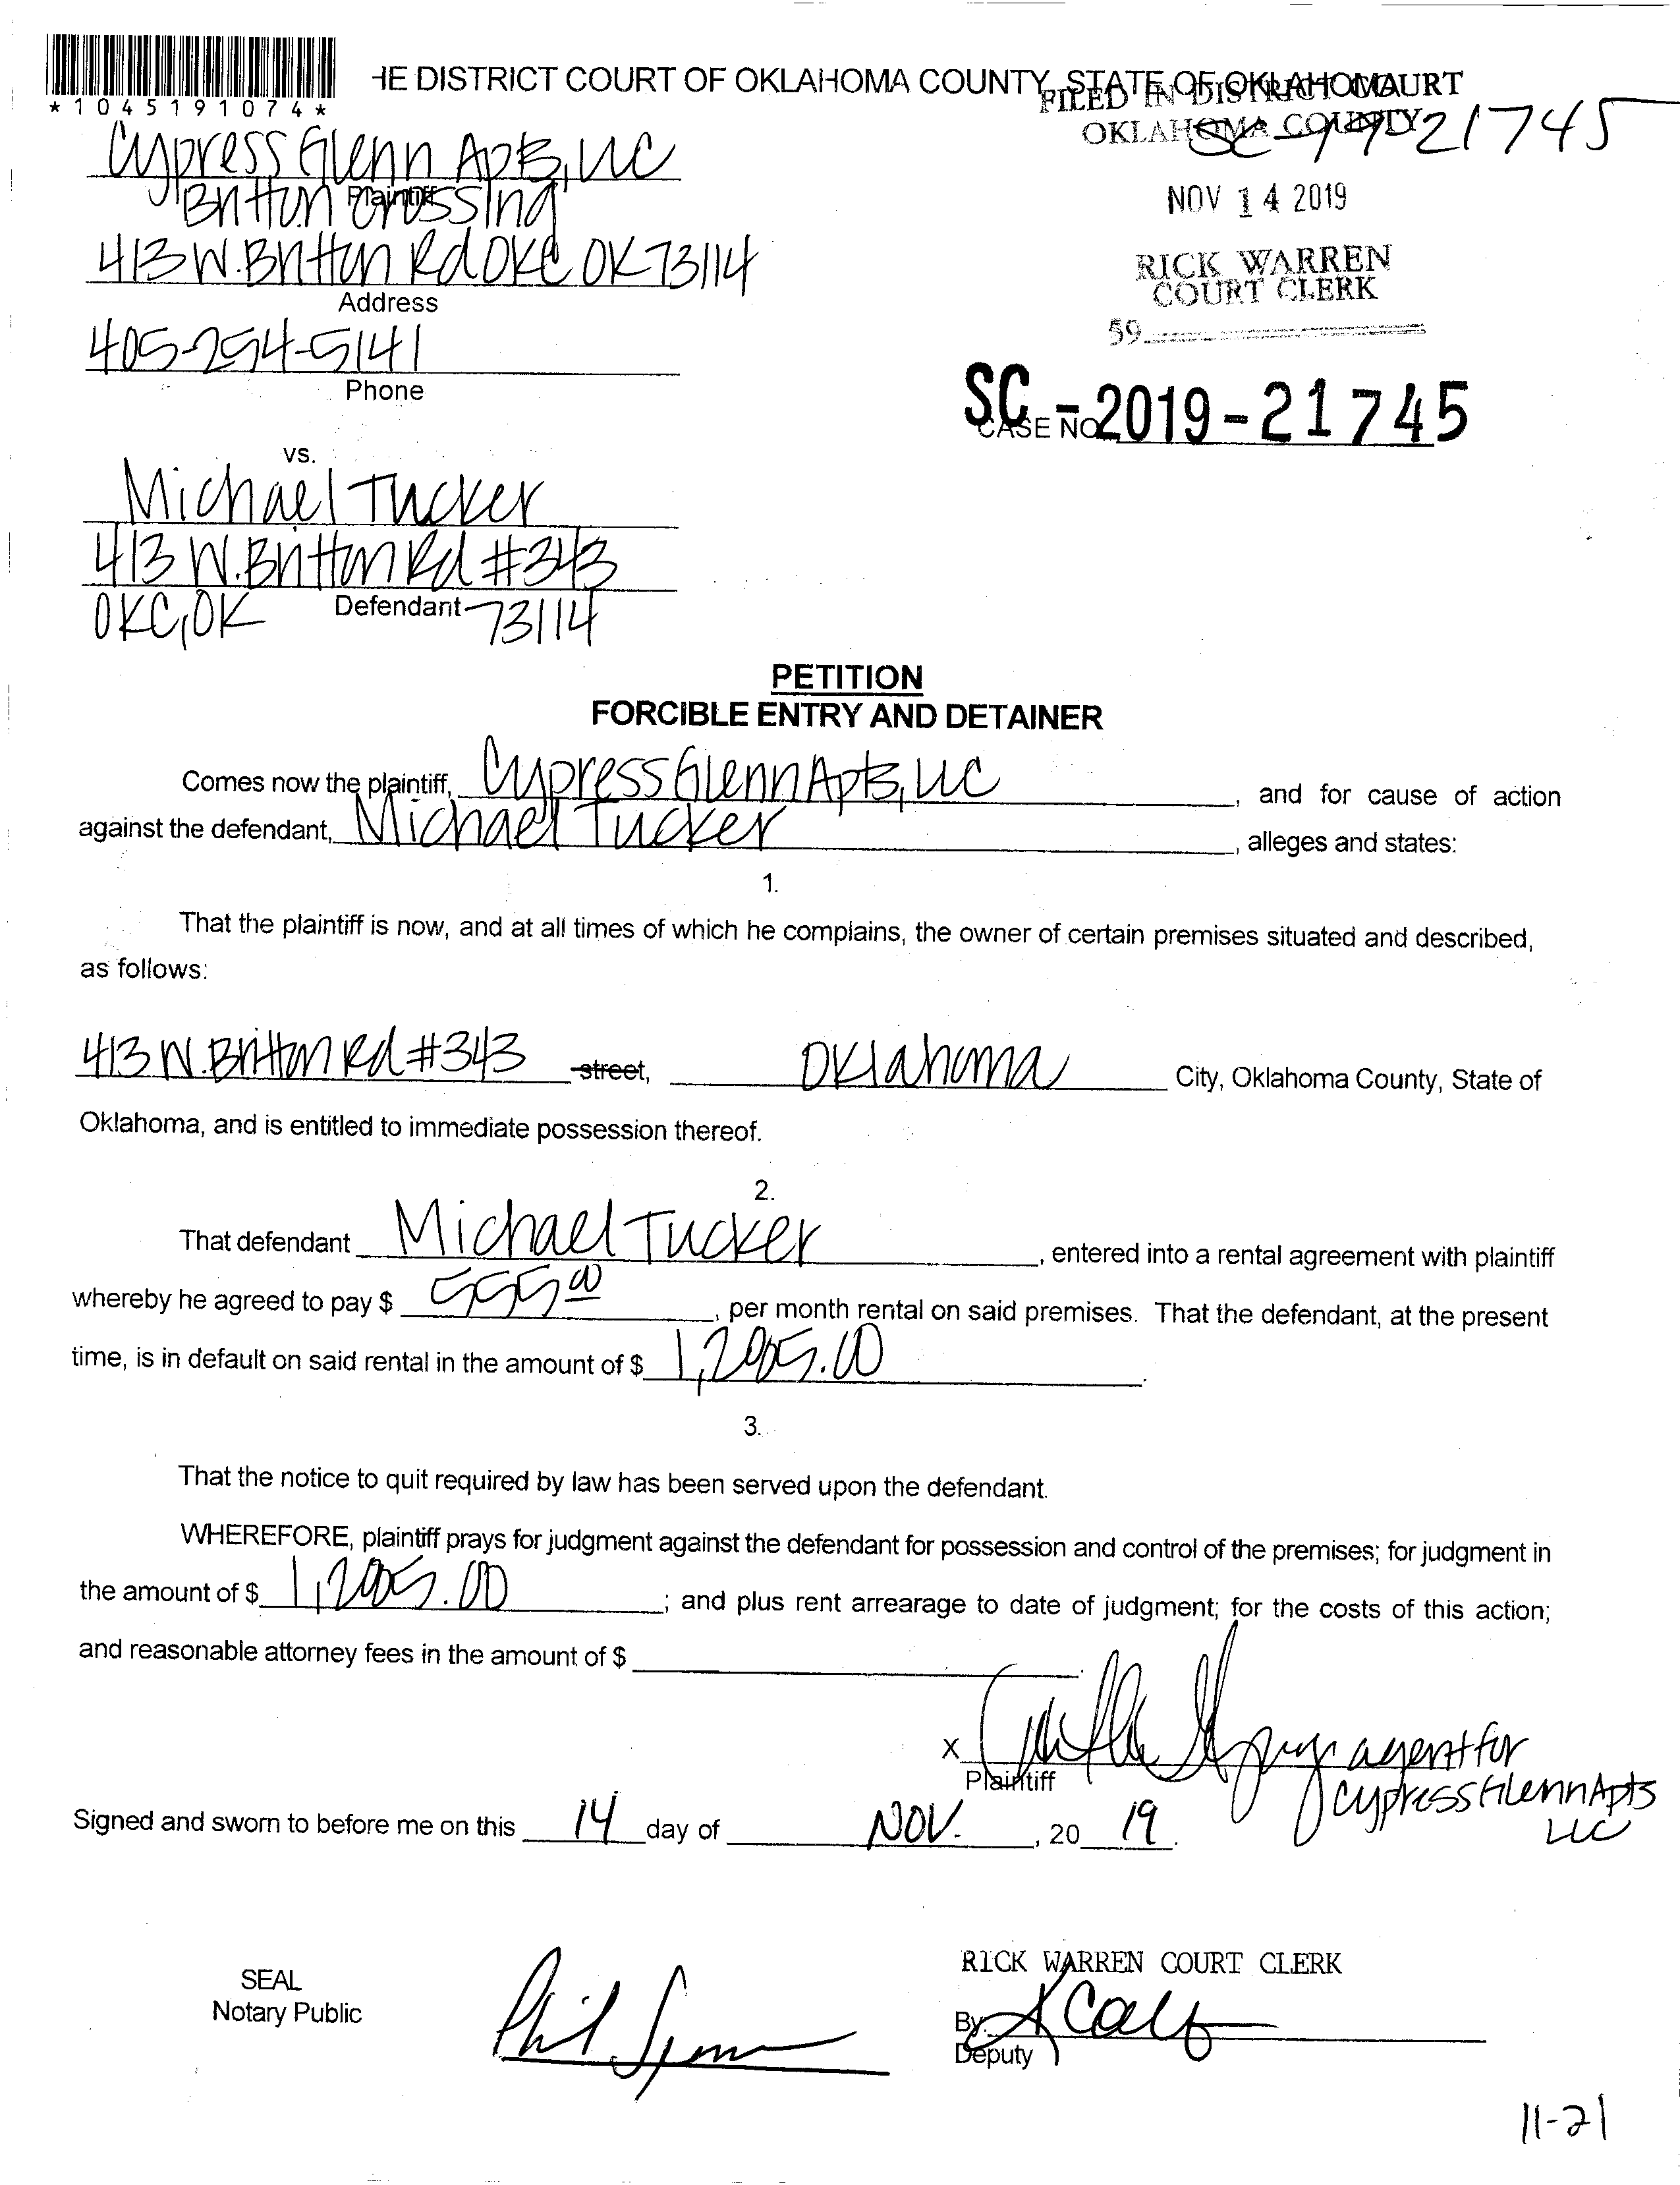 *1045191074*
HE DISTRICT COURT OF OKLAHOMA COUNTY, STATE OF OKLAHOMA
FILED IN DISTRICT COURT
OKLAHOMA COUNTY
SC-19-21745
Cypress Glenn Apts, LLC
Plaintiff
Britton Crossing
NOV 14 2019
413 W. Britton Rd OKC OK 73114
Address
RICK WARREN
COURT CLERK
59
405-254-5141
Phone
SC-2019-21745
CASE NO
vs.
Michael Tucker
413 W. Britton Rd #343
OKC, OK Defendant 73114
PETITION
FORCIBLE ENTRY AND DETAINER
Comes now the plaintiff, Cypress Glenn Apts, LLC, and for cause of action
against the defendant, Michael Tucker, alleges and states:
1.
That the plaintiff is now, and at all times of which he complains, the owner of certain premises situated and described,
as follows:
413 W. Britton Rd #343 street, Oklahoma City, Oklahoma County, State of
Oklahoma, and is entitled to immediate possession thereof.
2.
That defendant Michael Tucker, entered into a rental agreement with plaintiff
whereby he agreed to pay $ 555.00, per month rental on said premises. That the defendant, at the present
time, is in default on said rental in the amount of $
3.
That the notice to quit required by law has been served upon the defendant.
WHEREFORE, plaintiff prays for judgment against the defendant for possession and control of the premises; for judgment in
the amount of $ ; and plus rent arrearage to date of judgment; for the costs of this action;
and reasonable attorney fees in the amount of $
X agent for
Plaintiff
Cypress Glenn Apts
LLC
Signed and sworn to before me on this 14 day of NOV., 20 19.
SEAL
Notary Public
RICK WARREN COURT CLERK
By
Deputy
11-21